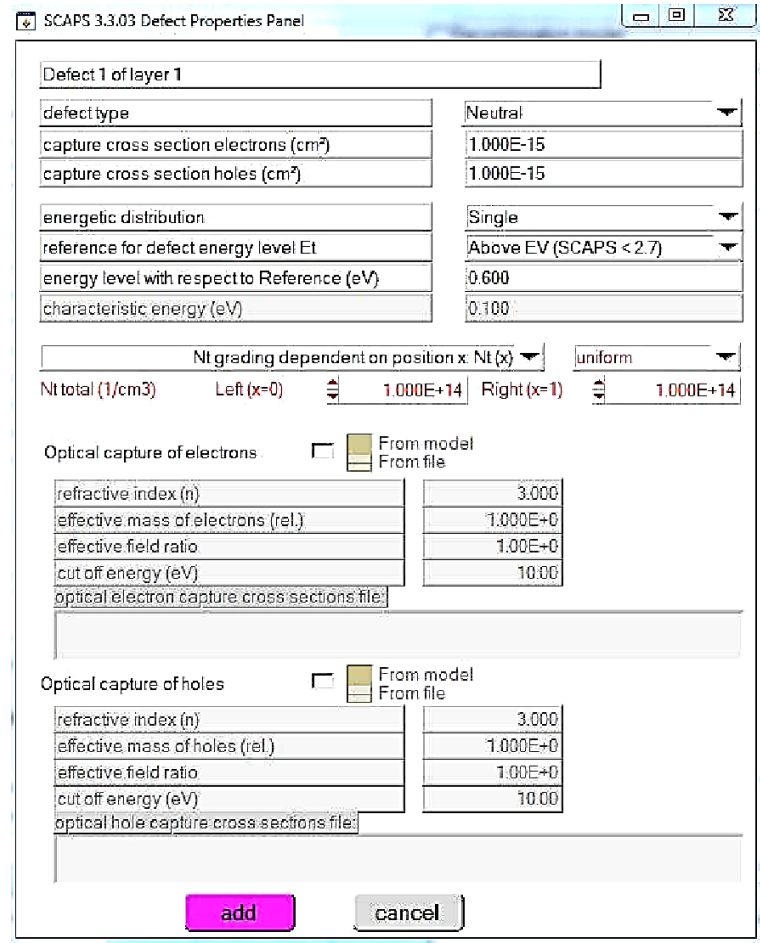 SCAPS 3.3.03 Defect Properties Panel
Defect 1 of layer 1
defect type Neutral
capture cross section electrons (cm²) 1.000E-15
capture cross section holes (cm²) 1.000E-15
energetic distribution Single
reference for defect energy level Et Above EV (SCAPS < 2.7)
energy level with respect to Reference (eV) 0.600
characteristic energy (eV) 0.100
Nt grading dependent on position x: Nt (x) uniform
Nt total (1/cm3) Left (x=0) 1.000E+14 Right (x=1) 1.000E+14
Optical capture of electrons From model
From file
refractive index (n) 3.000
effective mass of electrons (rel.) 1.000E+0
effective field ratio 1.00E+0
cut off energy (eV) 10.00
optical electron capture cross sections file:
Optical capture of holes From model
From file
refractive index (n) 3.000
effective mass of holes (rel.) 1.000E+0
effective field ratio 1.00E+0
cut off energy (eV) 10.00
optical hole capture cross sections file:
add cancel